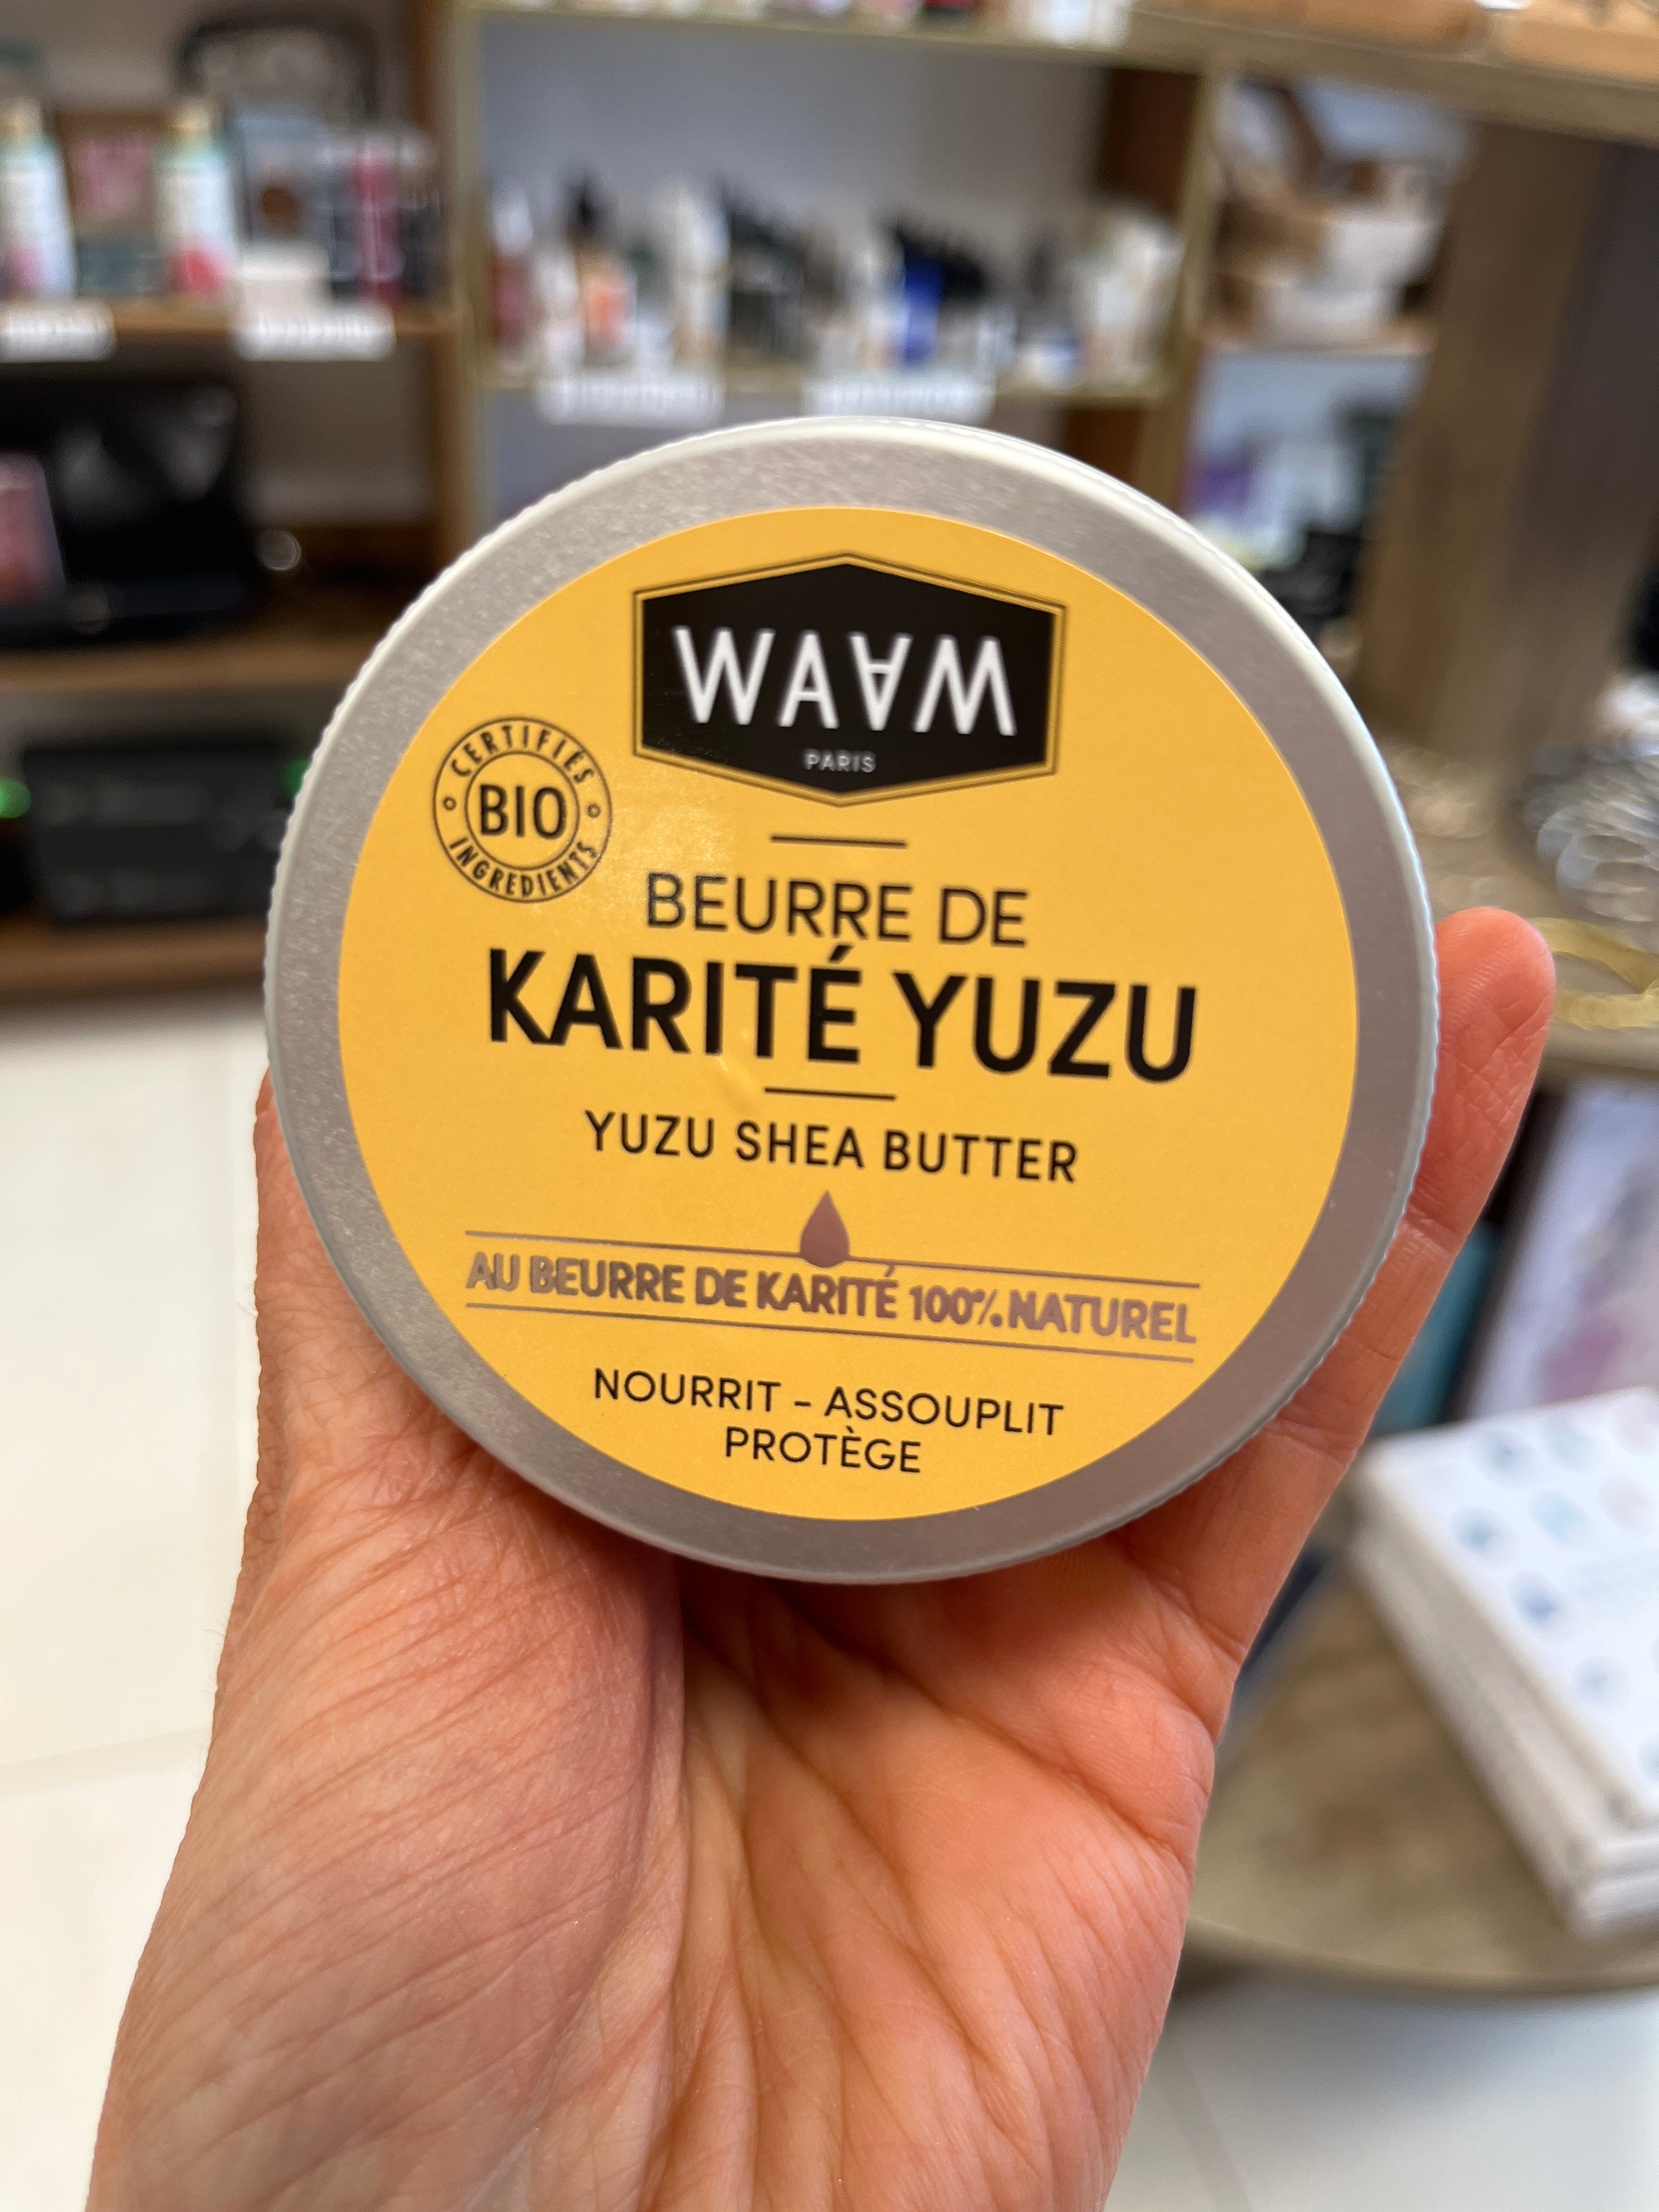 WAAM
PARIS
CERTIFIÉS
BIO
INGREDIENTS
BEURRE DE
KARITÉ YUZU
YUZU SHEA BUTTER
AU BEURRE DE KARITÉ 100% NATUREL
NOURRIT - ASSOUPLIT
PROTÈGE